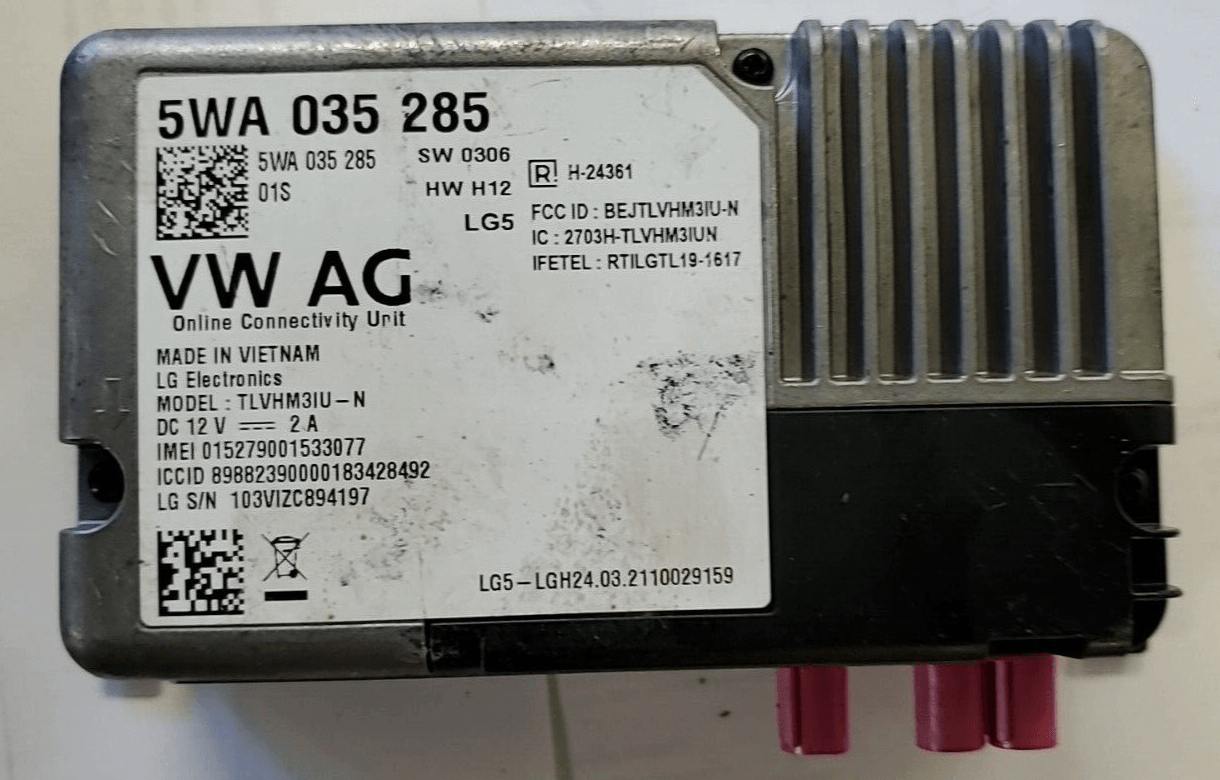 5WA 035 285
5WA 035 285
01S
SW 0306
HW H12
LG5
R! H-24361
FCC ID : BEJTLVHM3IU-N
IC : 2703H-TLVHM3IUN
IFETEL : RTILGTL19-1617
VW AG
Online Connectivity Unit
MADE IN VIETNAM
LG Electronics
MODEL : TLVHM3IU-N
DC 12 V ⎓ 2 A
IMEI 015279001533077
ICCID 89882390000183428492
LG S/N 103VIZC894197
LG5-LGH24.03.2110029159